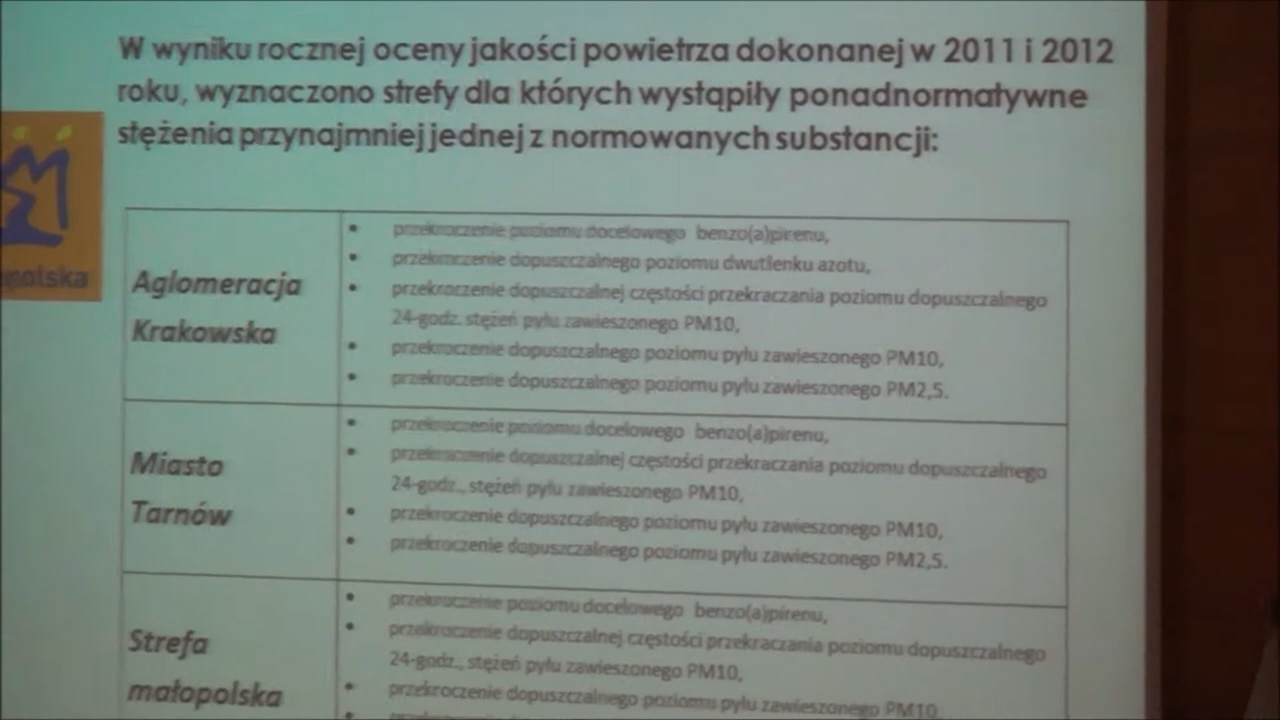 W wyniku rocznej oceny jakości powietrza dokonanej w 2011 i 2012
roku, wyznaczono strefy dla których wystąpiły ponadnormatywne
stężenia przynajmniej jednej z normowanych substancji:
Aglomeracja
Krakowska
• przekroczenie poziomu docelowego benzo(a)pirenu,
• przekroczenie dopuszczalnego poziomu dwutlenku azotu,
• przekroczenie dopuszczalnej częstości przekraczania poziomu dopuszczalnego
24-godz. stężeń pyłu zawieszonego PM10,
• przekroczenie dopuszczalnego poziomu pyłu zawieszonego PM10,
• przekroczenie dopuszczalnego poziomu pyłu zawieszonego PM2,5.
Miasto
Tarnów
• przekroczenie poziomu docelowego benzo(a)pirenu,
• przekroczenie dopuszczalnej częstości przekraczania poziomu dopuszczalnego
24-godz., stężeń pyłu zawieszonego PM10,
• przekroczenie dopuszczalnego poziomu pyłu zawieszonego PM10,
• przekroczenie dopuszczalnego poziomu pyłu zawieszonego PM2,5.
Strefa
małopolska
• przekroczenie poziomu docelowego benzo(a)pirenu,
• przekroczenie dopuszczalnej częstości przekraczania poziomu dopuszczalnego
24-godz., stężeń pyłu zawieszonego PM10,
• przekroczenie dopuszczalnego poziomu pyłu zawieszonego PM10